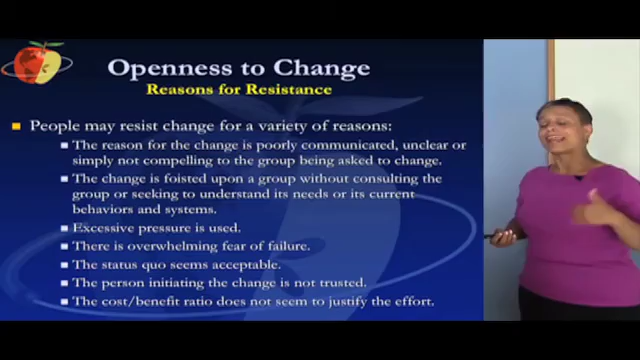 Openness to Change
Reasons for Resistance
People may resist change for a variety of reasons:
The reason for the change is poorly communicated, unclear or
simply not compelling to the group being asked to change.
The change is foisted upon a group without consulting the
group or seeking to understand its needs or its current
behaviors and systems.
Excessive pressure is used.
There is overwhelming fear of failure.
The status quo seems acceptable.
The person initiating the change is not trusted.
The cost/benefit ratio does not seem to justify the effort.